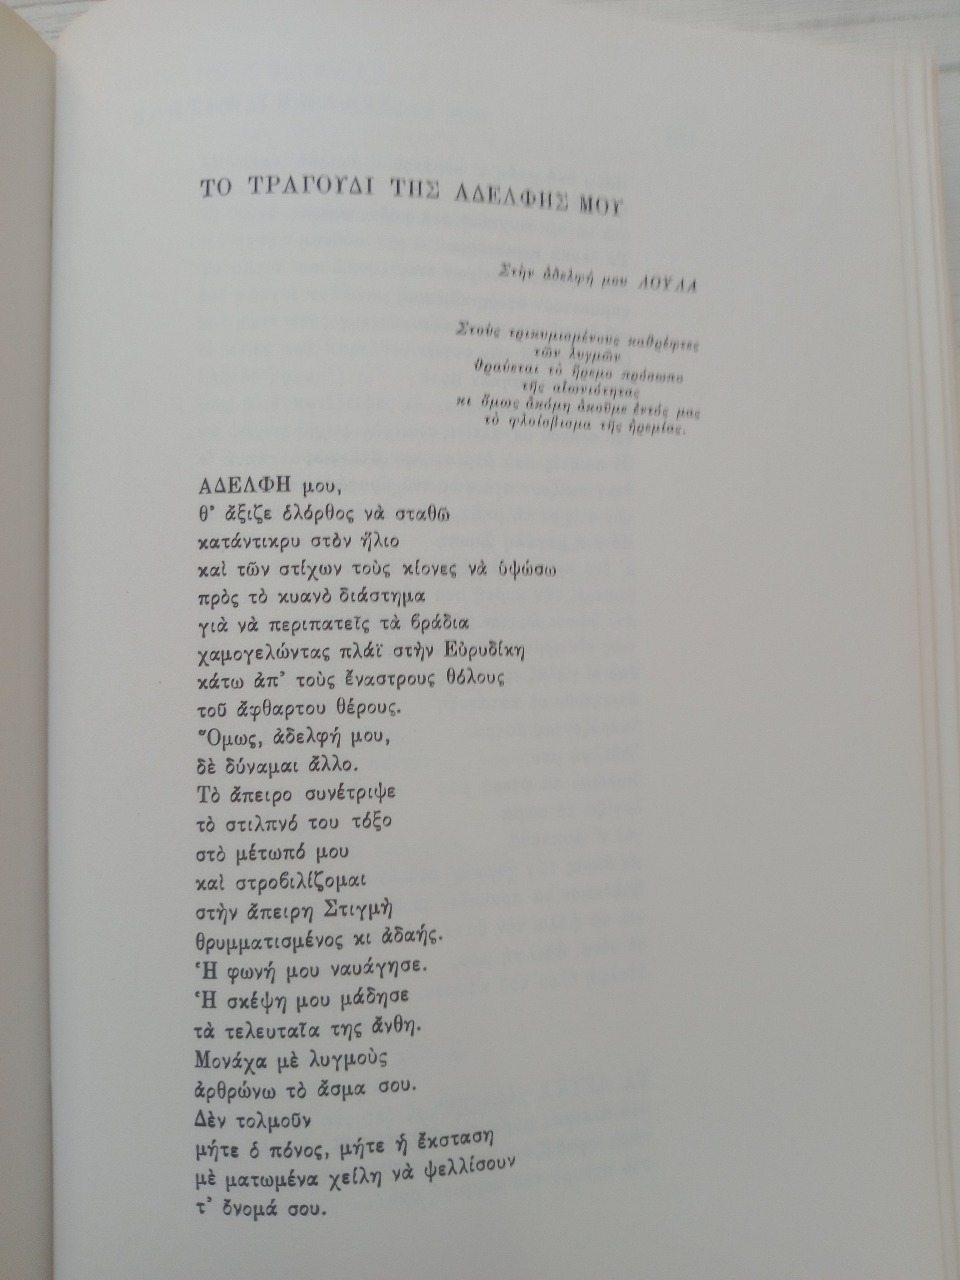 ΤΟ ΤΡΑΓΟΥΔΙ ΤΗΣ ΑΔΕΛΦΗΣ ΜΟΥ
Στὴν ἀδελφή μου ΛΟΥΛΑ
Στοὺς τρικυμισμένους καθρέφτες
τῶν λυγμῶν
θραύεται τὸ ἤρεμο πρόσωπο
τῆς αἰωνιότητας
κι ὅμως ἀκόμη ἀκοῦμε ἐντός μας
τὸ φλοίσβισμα τῆς ἠρεμίας.
ΑΔΕΛΦΗ μου,
θ᾿ ἄξιζε ὁλόρθος νὰ σταθῶ
κατάντικρυ στὸν ἥλιο
καὶ τῶν στίχων τοὺς κίονες νὰ ὑψώσω
πρὸς τὸ κυανὸ διάστημα
γιὰ νὰ περιπατεῖς τὰ βράδια
χαμογελώντας πλάϊ στὴν Εὐρυδίκη
κάτω ἀπ᾿ τοὺς ἔναστρους θόλους
τοῦ ἄφθαρτου θέρους.
Ὅμως, ἀδελφή μου,
δὲ δύναμαι ἄλλο.
Τὸ ἄπειρο συνέτριψε
τὸ στιλπνό του τόξο
στὸ μέτωπό μου
καὶ στροβιλίζομαι
στὴν ἄπειρη Στιγμὴ
θρυμματισμένος κι ἀδαής.
Ἡ φωνή μου ναυάγησε.
Ἡ σκέψη μου μάδησε
τὰ τελευταῖα της ἄνθη.
Μονάχα μὲ λυγμοὺς
ἀρθρώνω τὸ ἄσμα σου.
Δὲν τολμοῦν
μήτε ὁ πόνος, μήτε ἡ ἔκσταση
μὲ ματωμένα χείλη νὰ ψελλίσουν
τ᾿ ὄνομά σου.